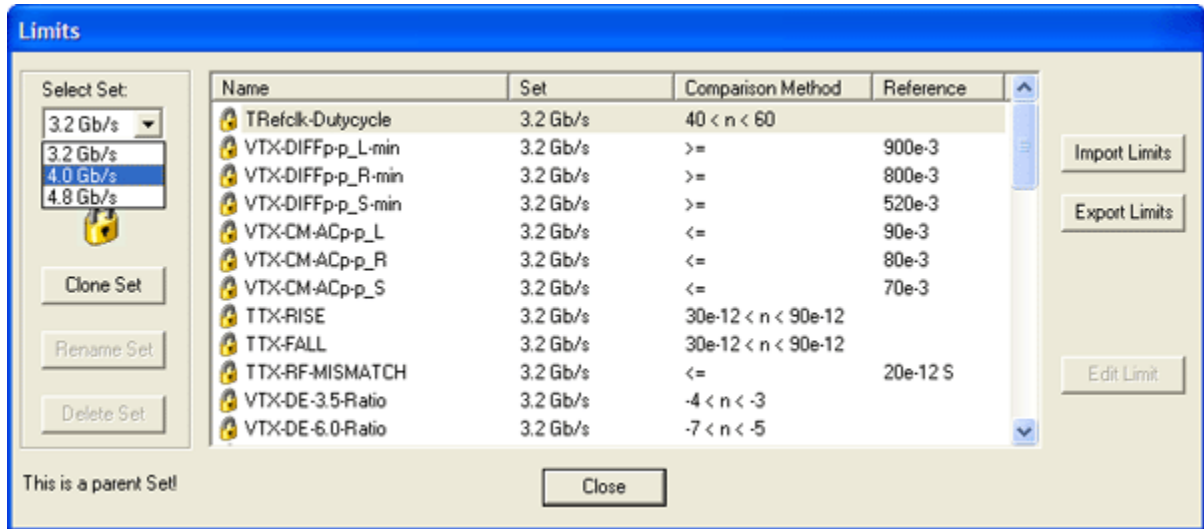 Limits
Select Set:
3.2 Gb/s
3.2 Gb/s
4.0 Gb/s
4.8 Gb/s
Clone Set
Rename Set
Delete Set
Name Set Comparison Method Reference
TRefclk-Dutycycle 3.2 Gb/s 40 < n < 60
VTX-DIFFp-p_L-min 3.2 Gb/s >= 900e-3
VTX-DIFFp-p_R-min 3.2 Gb/s >= 800e-3
VTX-DIFFp-p_S-min 3.2 Gb/s >= 520e-3
VTX-CM-ACp-p_L 3.2 Gb/s <= 90e-3
VTX-CM-ACp-p_R 3.2 Gb/s <= 80e-3
VTX-CM-ACp-p_S 3.2 Gb/s <= 70e-3
TTX-RISE 3.2 Gb/s 30e-12 < n < 90e-12
TTX-FALL 3.2 Gb/s 30e-12 < n < 90e-12
TTX-RF-MISMATCH 3.2 Gb/s <= 20e-12 S
VTX-DE-3.5-Ratio 3.2 Gb/s -4 < n < -3
VTX-DE-6.0-Ratio 3.2 Gb/s -7 < n < -5
Import Limits
Export Limits
Edit Limit
This is a parent Set!
Close